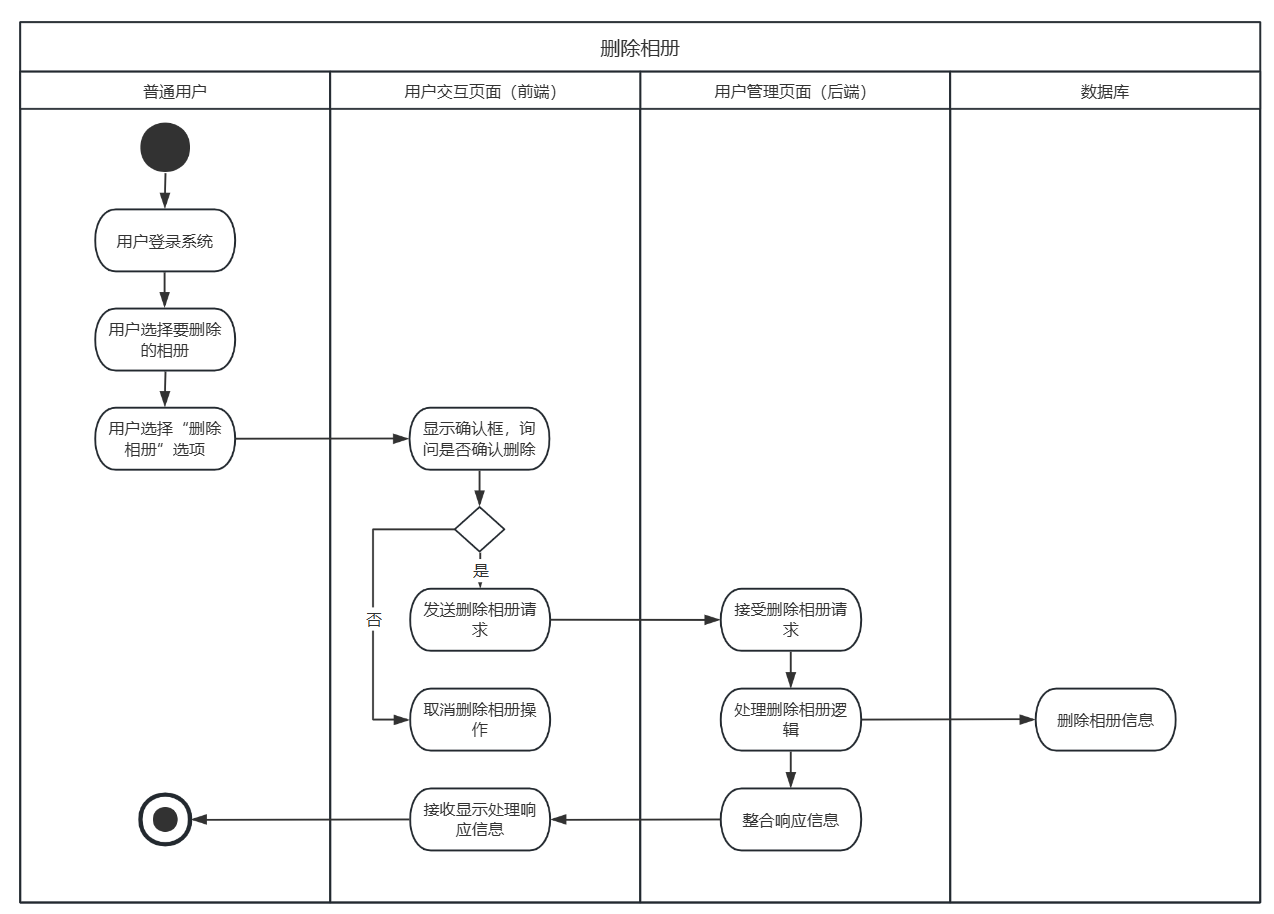 删除相册
普通用户
用户交互页面（前端）
用户管理页面（后端）
数据库
用户登录系统
用户选择要删除
的相册
用户选择“删除
相册”选项
显示确认框，询
问是否确认删除
是
否
发送删除相册请
求
接受删除相册请
求
取消删除相册操
作
处理删除相册逻
辑
删除相册信息
接收显示处理响
应信息
整合响应信息